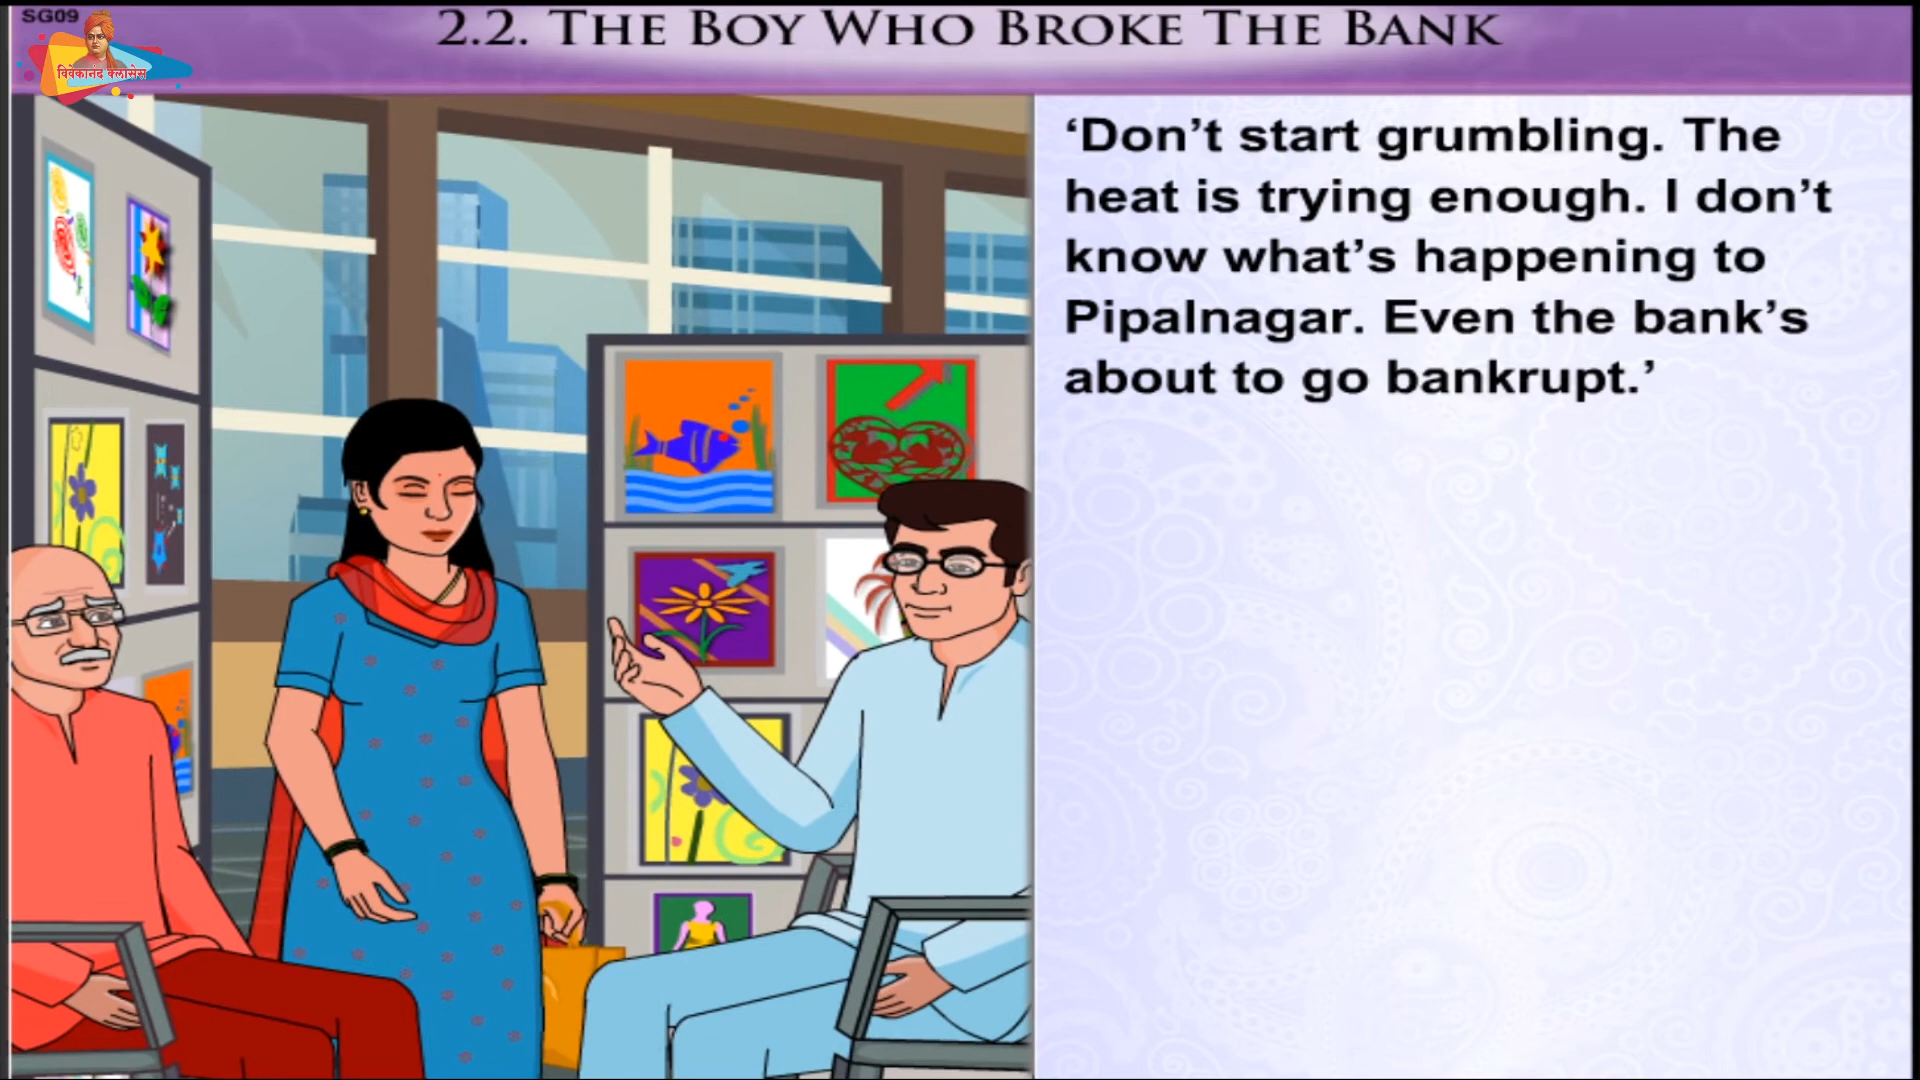 SG09
2.2. The Boy Who Broke The Bank
विवेकानंद क्लासेस
‘Don’t start grumbling. The
heat is trying enough. I don’t
know what’s happening to
Pipalnagar. Even the bank’s
about to go bankrupt.’